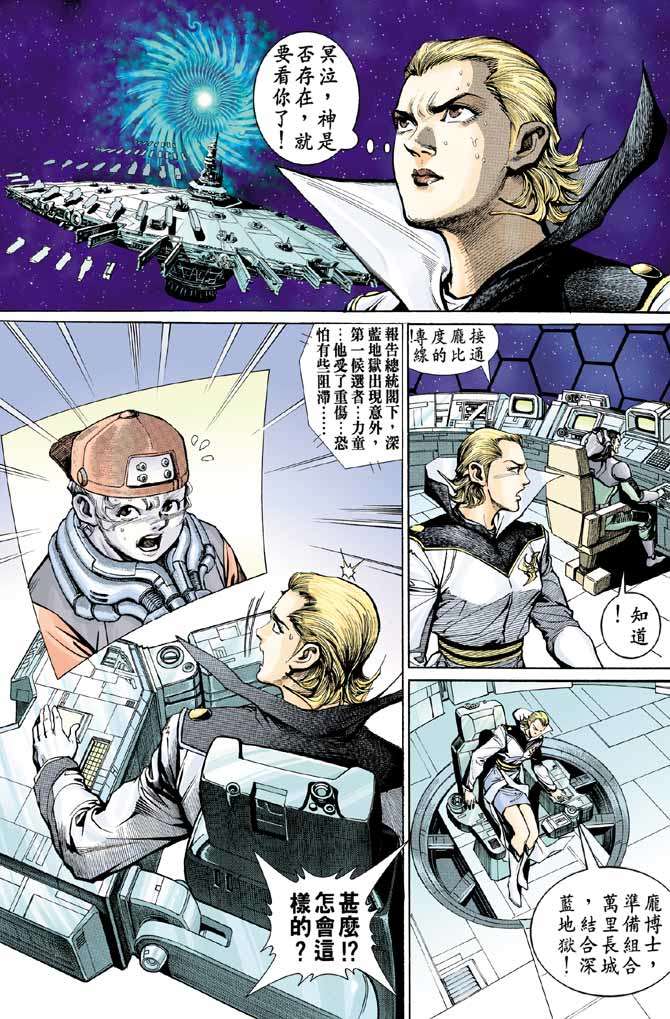 冥泣，神是
否存在，就
要看你了！
接通
龐比
度的
專線！
知道
！
龐博士，
準備組合
萬里長城
，結合深
藍地獄！
報告總統閣下，深
藍地獄出現意外，
第一候選者…力童
…他受了重傷…恐
怕有些阻滯……
甚麼!?
怎會這
樣的？